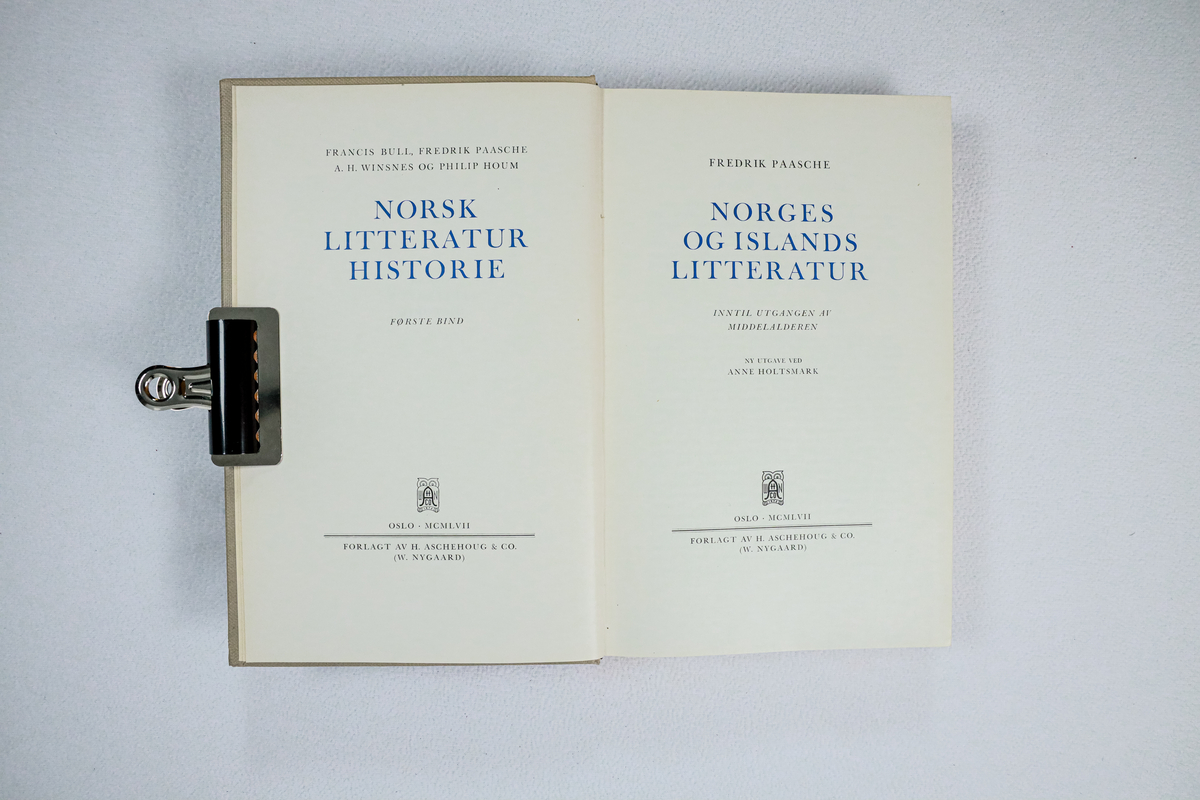 FRANCIS BULL, FREDRIK PAASCHE
A. H. WINSNES OG PHILIP HOUM
NORSK
LITTERATUR
HISTORIE
FØRSTE BIND
OSLO · MCMLVII
FORLAGT AV H. ASCHEHOUG & CO.
(W. NYGAARD)
FREDRIK PAASCHE
NORGES
OG ISLANDS
LITTERATUR
INNTIL UTGANGEN AV
MIDDELALDEREN
NY UTGAVE VED
ANNE HOLTSMARK
OSLO · MCMLVII
FORLAGT AV H. ASCHEHOUG & CO.
(W. NYGAARD)